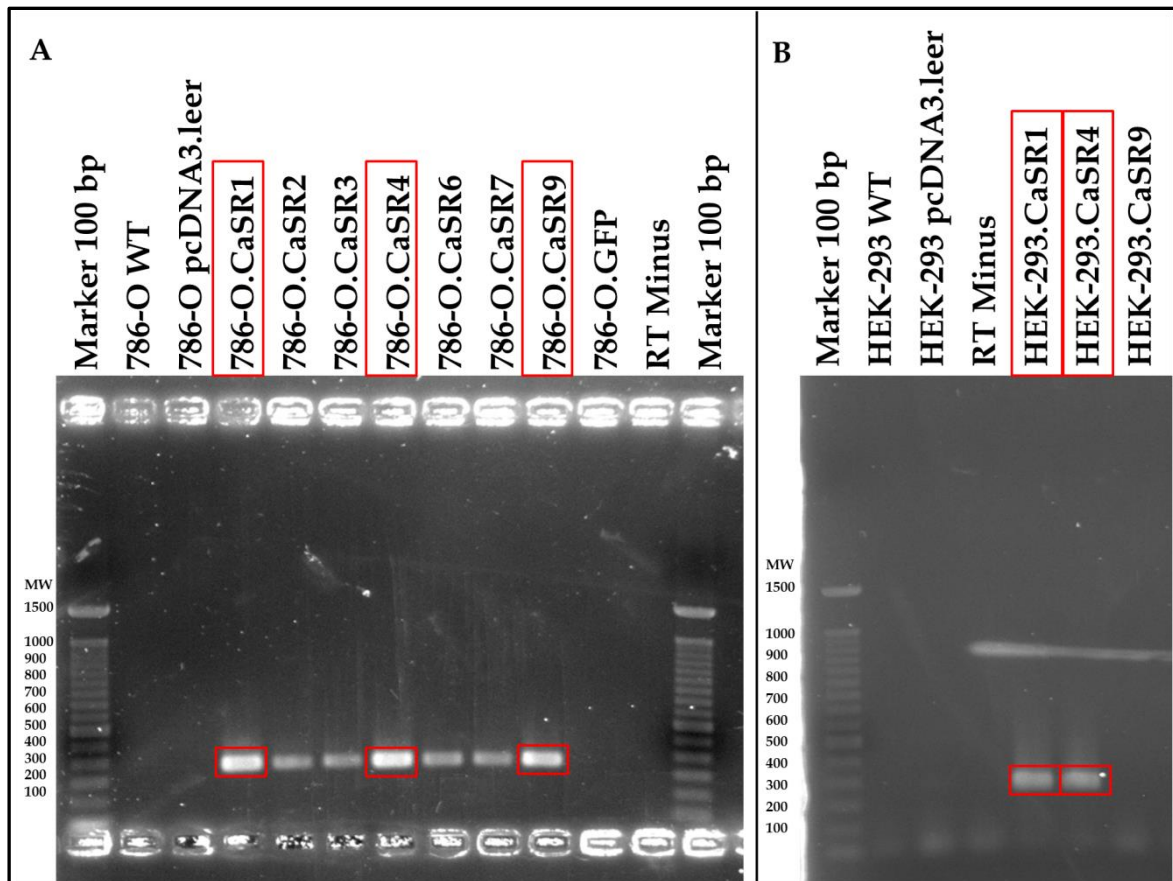 A
Marker 100 bp
786-O WT
786-O pcDNA3.leer
786-O.CaSR1
786-O.CaSR2
786-O.CaSR3
786-O.CaSR4
786-O.CaSR6
786-O.CaSR7
786-O.CaSR9
786-O.GFP
RT Minus
Marker 100 bp
MW
1500
1000
900
800
700
600
500
400
300
200
100
B
Marker 100 bp
HEK-293 WT
HEK-293 pcDNA3.leer
RT Minus
HEK-293.CaSR1
HEK-293.CaSR4
HEK-293.CaSR9
MW
1500
1000
900
800
700
600
500
400
300
200
100